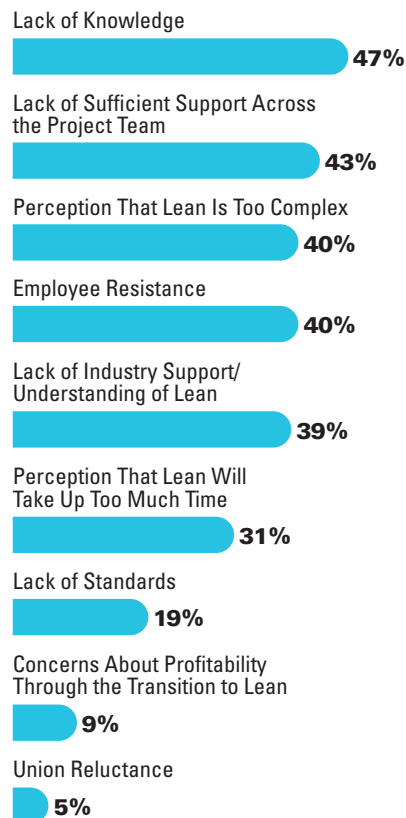 Lack of Knowledge
47%
Lack of Sufficient Support Across
the Project Team
43%
Perception That Lean Is Too Complex
40%
Employee Resistance
40%
Lack of Industry Support/
Understanding of Lean
39%
Perception That Lean Will
Take Up Too Much Time
31%
Lack of Standards
19%
Concerns About Profitability
Through the Transition to Lean
9%
Union Reluctance
5%